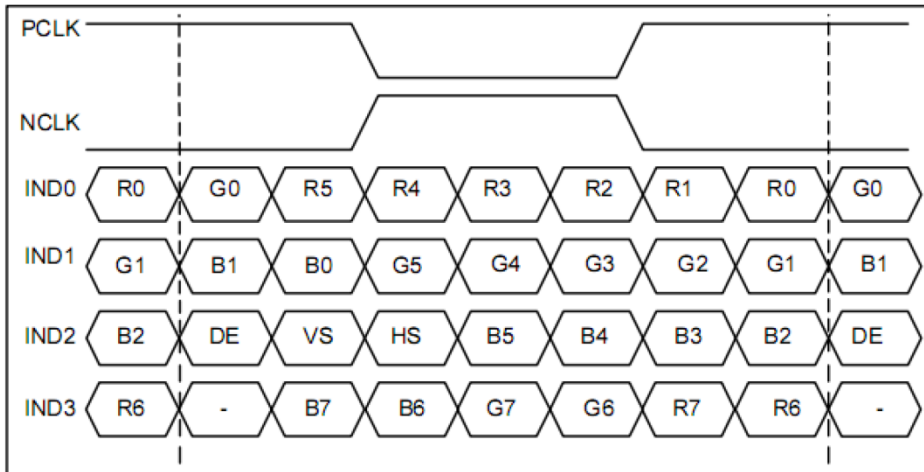 PCLK
NCLK
IND0 R0 G0 R5 R4 R3 R2 R1 R0 G0
IND1 G1 B1 B0 G5 G4 G3 G2 G1 B1
IND2 B2 DE VS HS B5 B4 B3 B2 DE
IND3 R6 - B7 B6 G7 G6 R7 R6 -